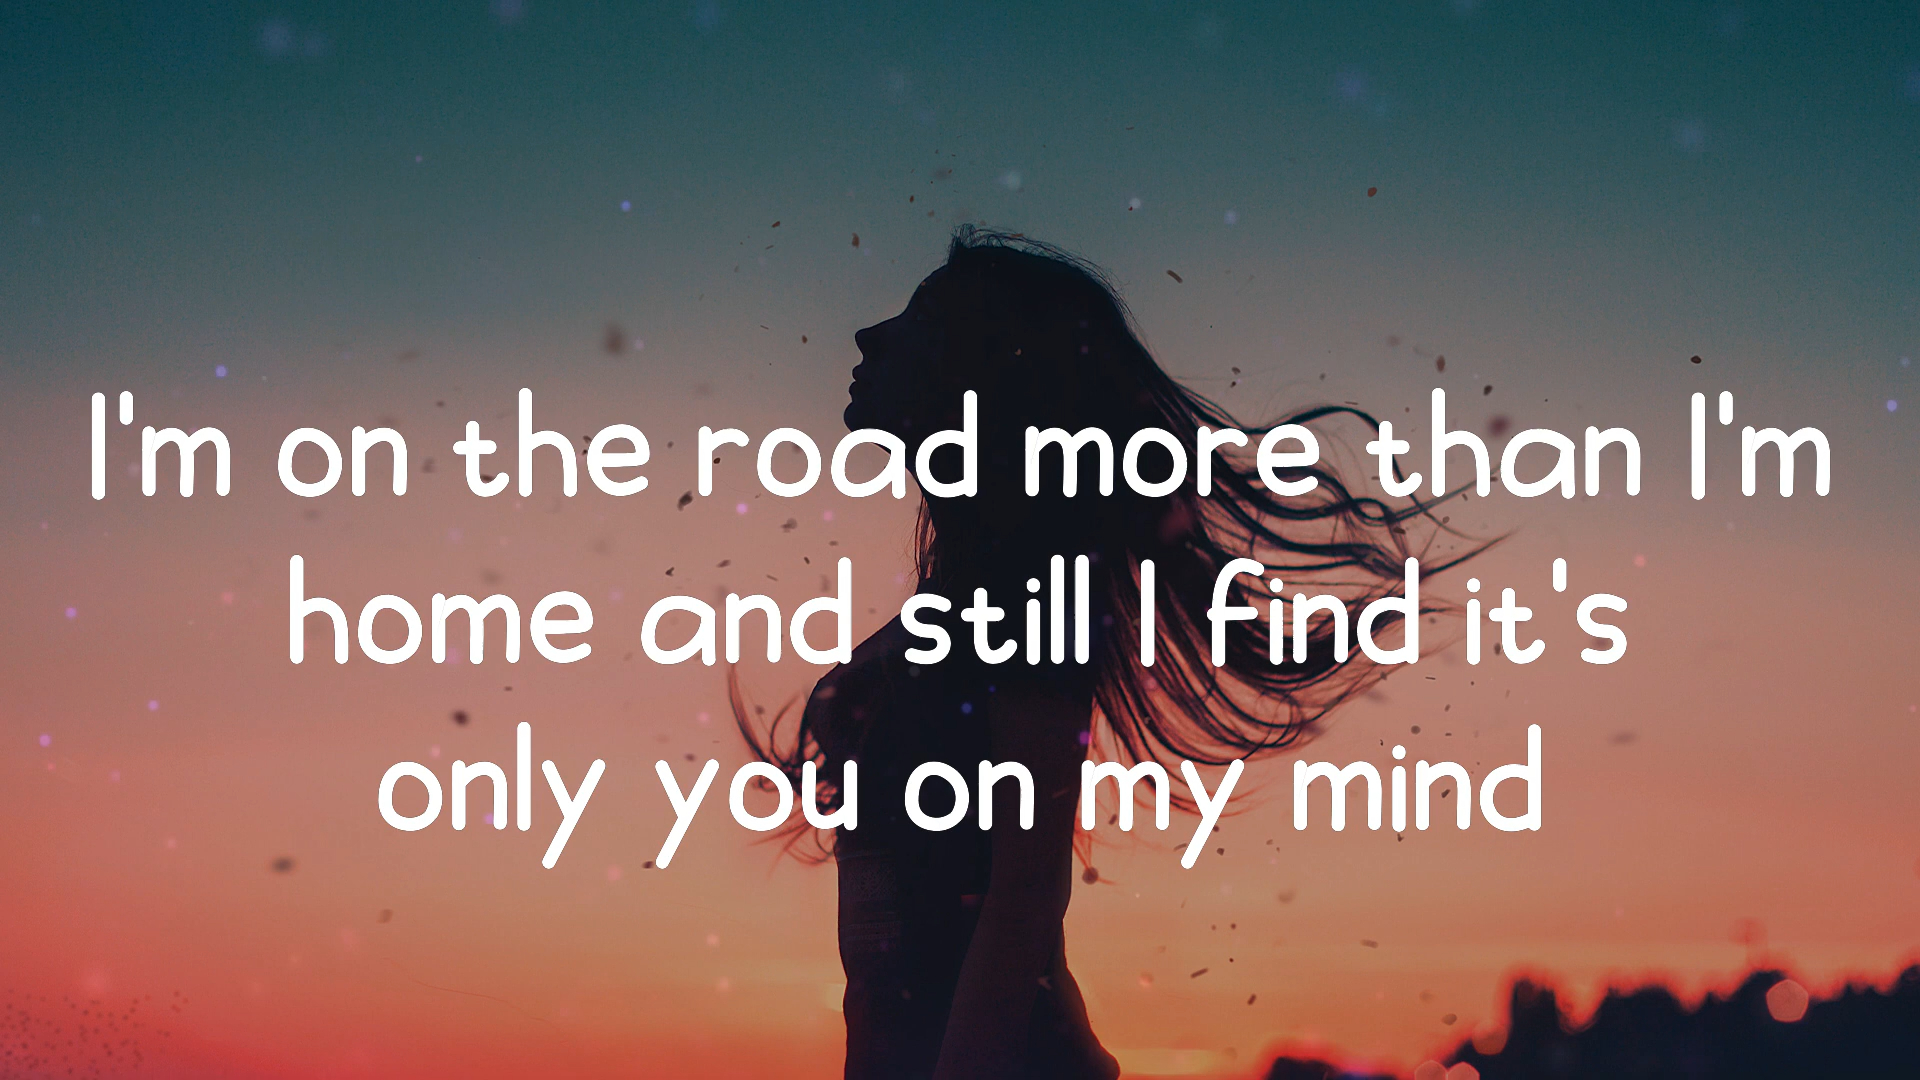 I'm on the road more than I'm
home and still I find it's
only you on my mind